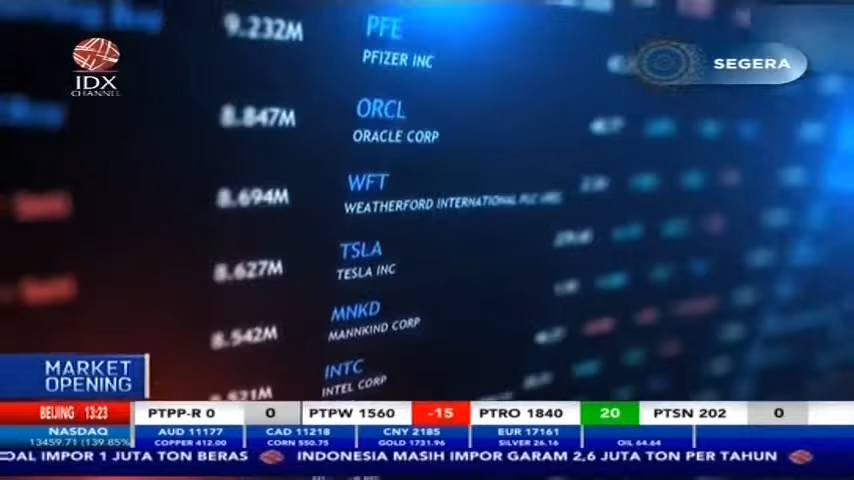 9.232M PFE
PFIZER INC
IDX
CHANNEL
SEGERA
8.847M ORCL
ORACLE CORP
8.694M WFT
WEATHERFORD INTERNATIONAL PLC
8.627M TSLA
TESLA INC
8.542M MNKD
MANNKIND CORP
INTC
INTEL CORP
MARKET
OPENING
BEIJING 13:23 PTPP-R 0 0 PTPW 1560 -15 PTRO 1840 20 PTSN 202 0
NASDAQ AUD 11177 CAD 11218 CNY 2185 EUR 17161
13459.71 (139.85% COPPER 412.00 CORN 550.75 GOLD 1731.96 SILVER 26.16 OIL 64.64
OAL IMPOR 1 JUTA TON BERAS INDONESIA MASIH IMPOR GARAM 2,6 JUTA TON PER TAHUN